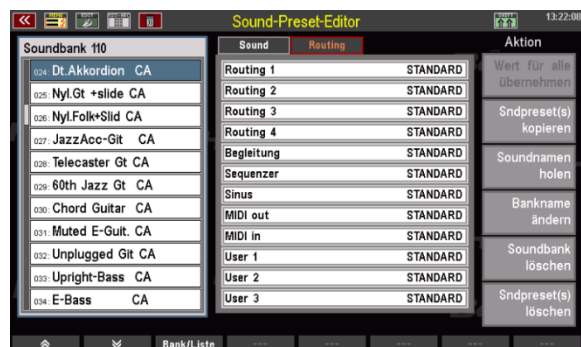 Sound-Preset-Editor
13:22:08
Soundbank 110
024: Dt.Akkordion CA
025: Nyl.Gt +slide CA
026: Nyl.Folk+Slid CA
027: JazzAcc-Git CA
028: Telecaster Gt CA
029: 60th Jazz Gt CA
030: Chord Guitar CA
031: Muted E-Guit. CA
032: Unplugged Git CA
033: Upright-Bass CA
034: E-Bass CA
Sound Routing
Routing 1 STANDARD
Routing 2 STANDARD
Routing 3 STANDARD
Routing 4 STANDARD
Begleitung STANDARD
Sequenzer STANDARD
Sinus STANDARD
MIDI out STANDARD
MIDI in STANDARD
User 1 STANDARD
User 2 STANDARD
User 3 STANDARD
Aktion
Wert für alle
übernehmen
Sndpreset(s)
kopieren
Soundnamen
holen
Bankname
ändern
Soundbank
löschen
Sndpreset(s)
löschen
Bank/Liste --- --- --- --- ---